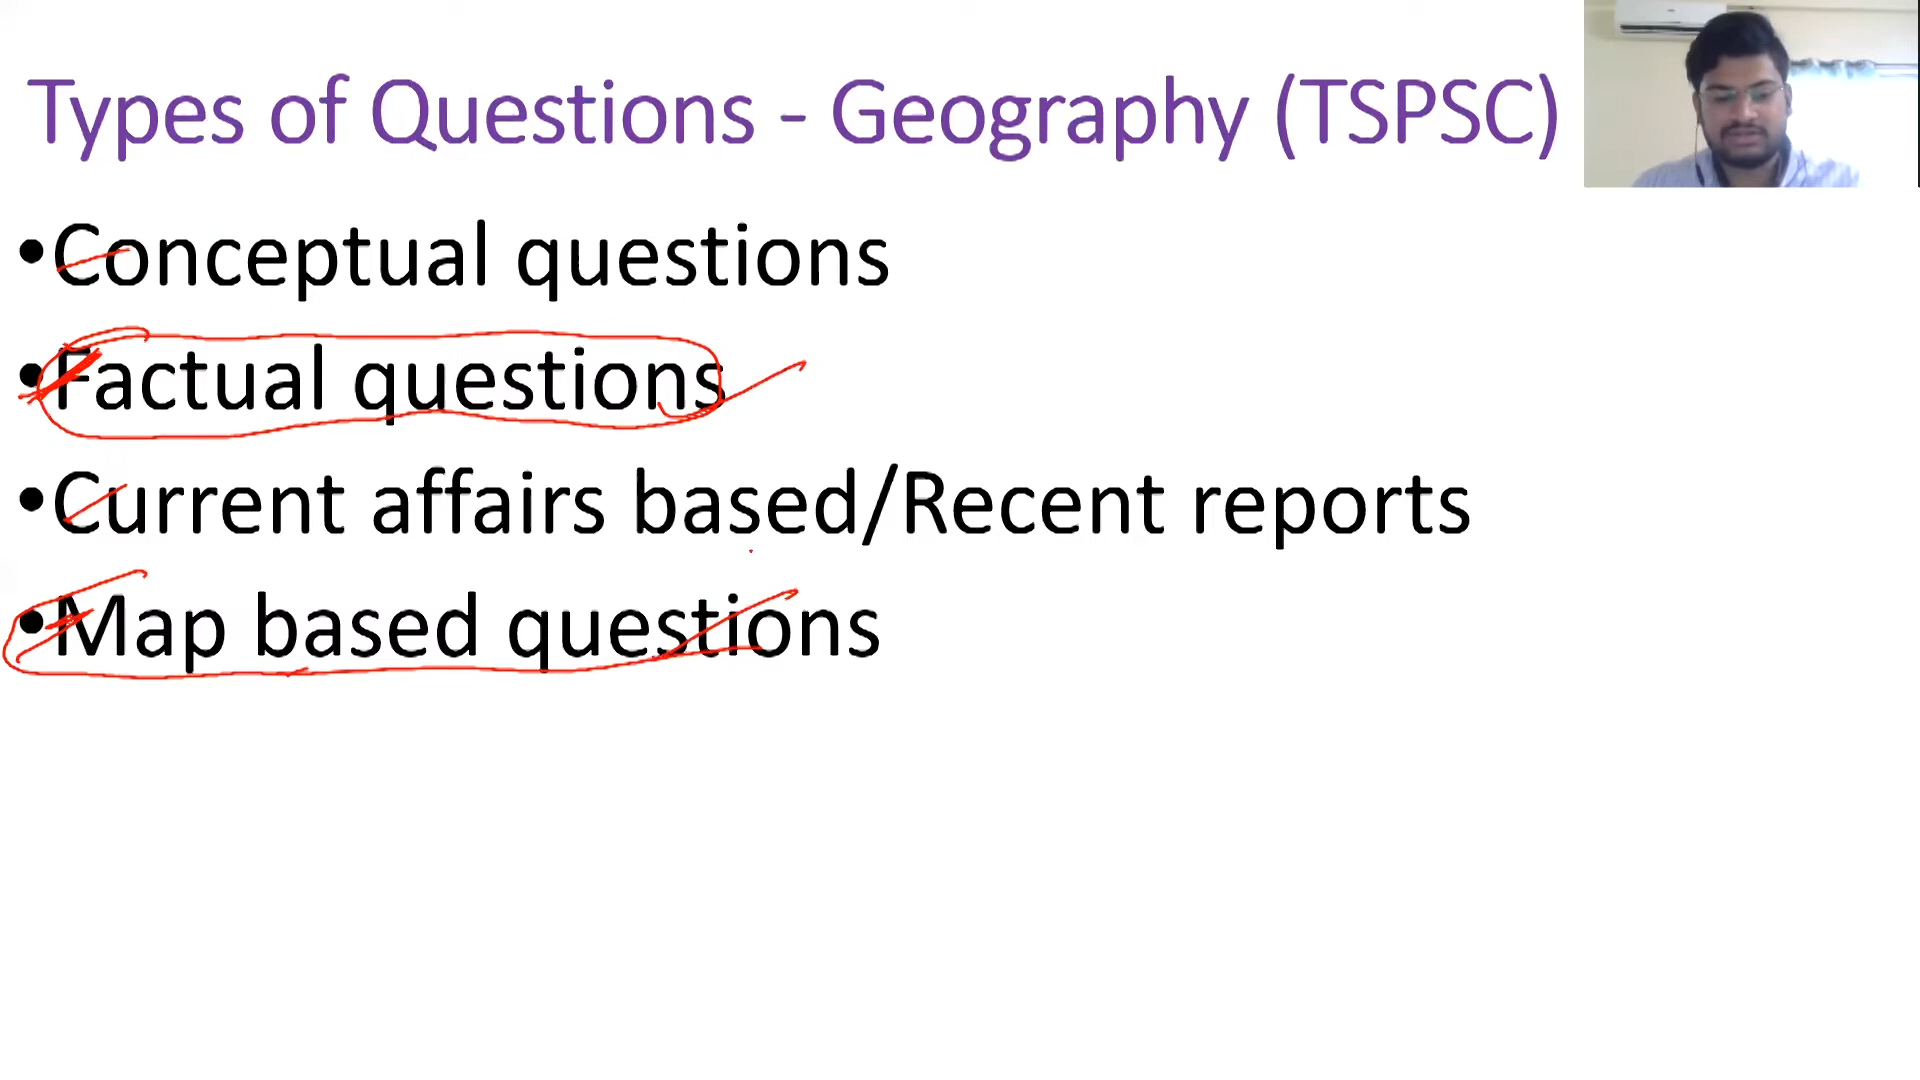 Types of Questions - Geography (TSPSC)
•Conceptual questions
•Factual questions
•Current affairs based/Recent reports
•Map based questions